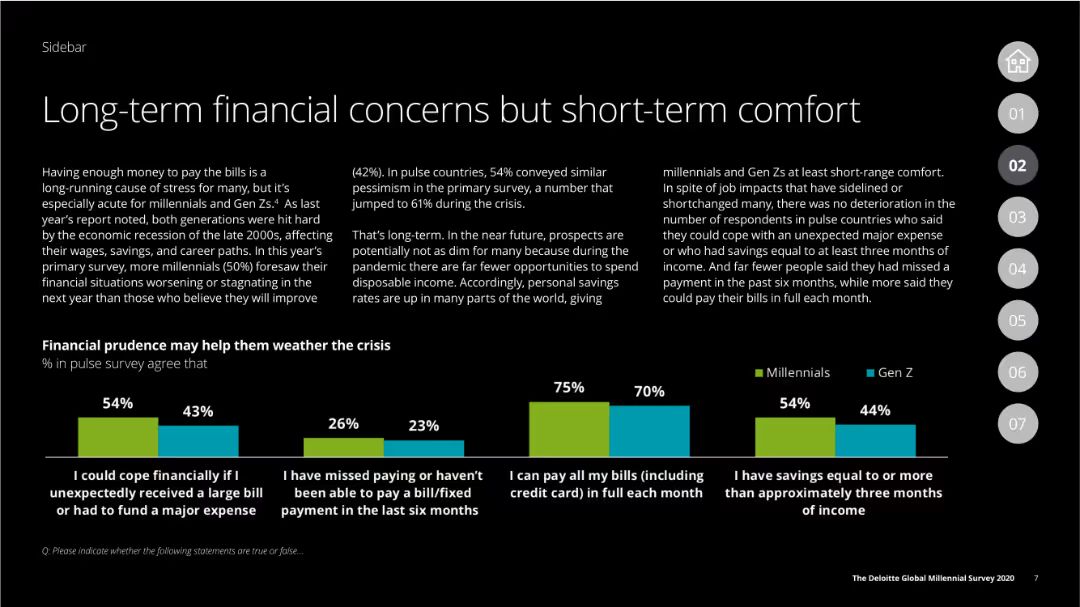 Sidebar
Long-term financial concerns but short-term comfort
Having enough money to pay the bills is a
long-running cause of stress for many, but it's
especially acute for millennials and Gen Zs.4 As last
year's report noted, both generations were hit hard
by the economic recession of the late 2000s, affecting
their wages, savings, and career paths. In this year's
primary survey, more millennials (50%) foresaw their
financial situations worsening or stagnating in the
next year than those who believe they will improve
(42%). In pulse countries, 54% conveyed similar
pessimism in the primary survey, a number that
jumped to 61% during the crisis.
That's long-term. In the near future, prospects are
potentially not as dim for many because during the
pandemic there are far fewer opportunities to spend
disposable income. Accordingly, personal savings
rates are up in many parts of the world, giving
millennials and Gen Zs at least short-range comfort.
In spite of job impacts that have sidelined or
shortchanged many, there was no deterioration in the
number of respondents in pulse countries who said
they could cope with an unexpected major expense
or who had savings equal to at least three months of
income. And far fewer people said they had missed a
payment in the past six months, while more said they
could pay their bills in full each month.
01
02
03
04
05
06
07
Financial prudence may help them weather the crisis
% in pulse survey agree that
Millennials
Gen Z
54%
43%
26%
23%
75%
70%
54%
44%
I could cope financially if I
unexpectedly received a large bill
or had to fund a major expense
I have missed paying or haven't
been able to pay a bill/fixed
payment in the last six months
I can pay all my bills (including
credit card) in full each month
I have savings equal to or more
than approximately three months
of income
Q: Please indicate whether the following statements are true or false...
The Deloitte Global Millennial Survey 2020
7